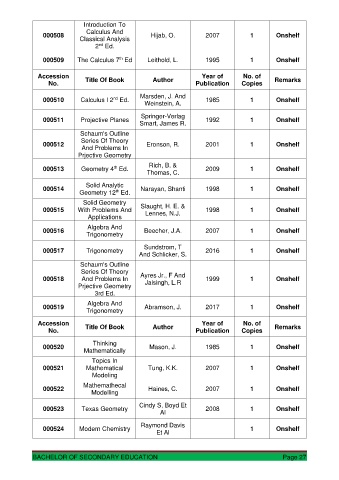 000508 Introduction To Calculus And Classical Analysis 2nd Ed. Hijab, O. 2007 1 Onshelf
000509 The Calculus 7th Ed Leithold, L. 1995 1 Onshelf
Accession No. Title Of Book Author Year of Publication No. of Copies Remarks
000510 Calculus I 2nd Ed. Marsden, J. And Weinstein, A. 1985 1 Onshelf
000511 Projective Planes Springer-Verlag Smart, James R. 1992 1 Onshelf
000512 Schaum's Outline Series Of Theory And Problems In Prjective Geometry Eronson, R. 2001 1 Onshelf
000513 Geometry 4th Ed. Rich, B. & Thomas, C. 2009 1 Onshelf
000514 Solid Analytic Geometry 12th Ed. Narayan, Shanti 1998 1 Onshelf
000515 Solid Geometry With Problems And Applications Slaught, H. E. & Lennes, N.J. 1998 1 Onshelf
000516 Algebra And Trigonometry Beecher, J.A. 2007 1 Onshelf
000517 Trigonometry Sundstrom, T And Schlicker, S. 2016 1 Onshelf
000518 Schaum's Outline Series Of Theory And Problems In Prjective Geometry 3rd Ed. Ayres Jr., F And Jaisingh, L.R 1999 1 Onshelf
000519 Algebra And Trigonometry Abramson, J. 2017 1 Onshelf
Accession No. Title Of Book Author Year of Publication No. of Copies Remarks
000520 Thinking Mathematically Mason, J. 1985 1 Onshelf
000521 Topics In Mathematical Modeling Tung, K.K. 2007 1 Onshelf
000522 Mathemathecal Modelling Haines, C. 2007 1 Onshelf
000523 Texas Geometry Cindy S. Boyd Et Al 2008 1 Onshelf
000524 Modern Chemistry Raymond Davis Et Al 1 Onshelf
BACHELOR OF SECONDARY EDUCATION Page 27